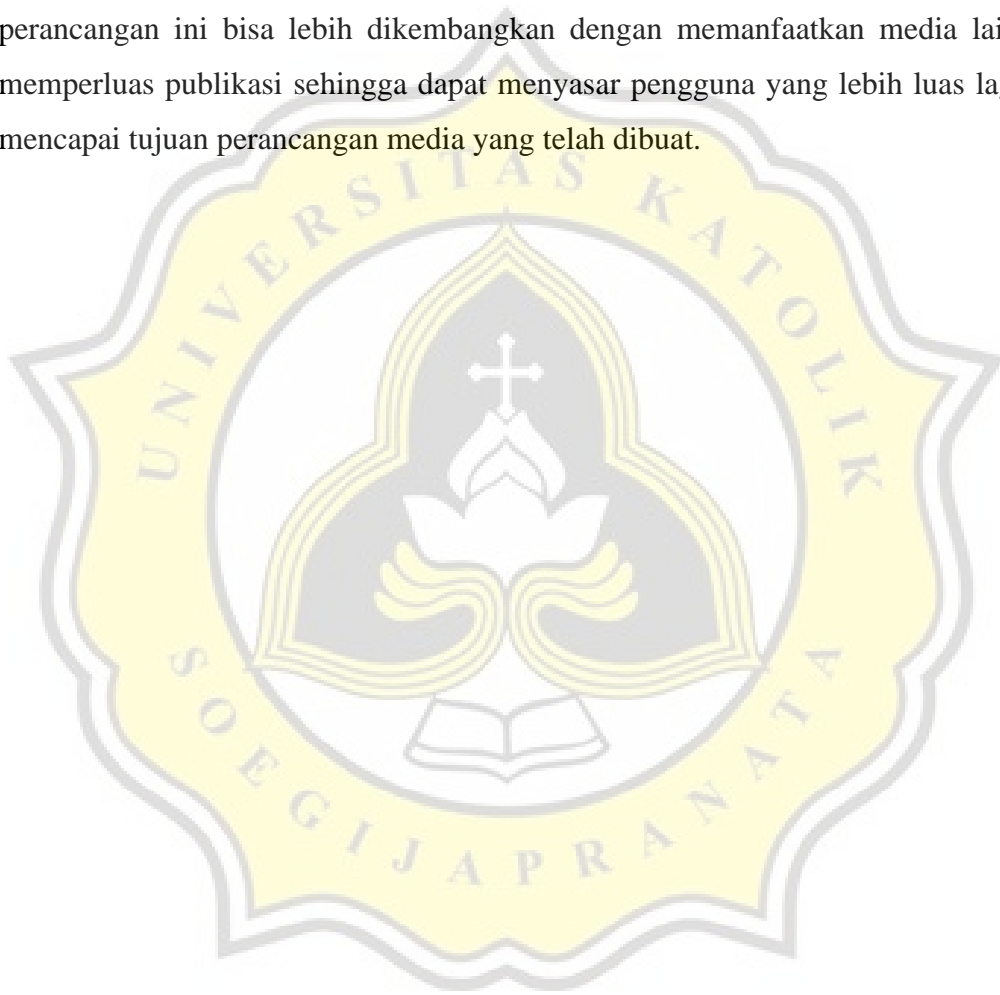 perancangan ini bisa lebih dikembangkan dengan memanfaatkan media lai
memperluas publikasi sehingga dapat menyasar pengguna yang lebih luas la
mencapai tujuan perancangan media yang telah dibuat.
UNIVERSITAS KATOLIK
SOEGIJAPRANATA